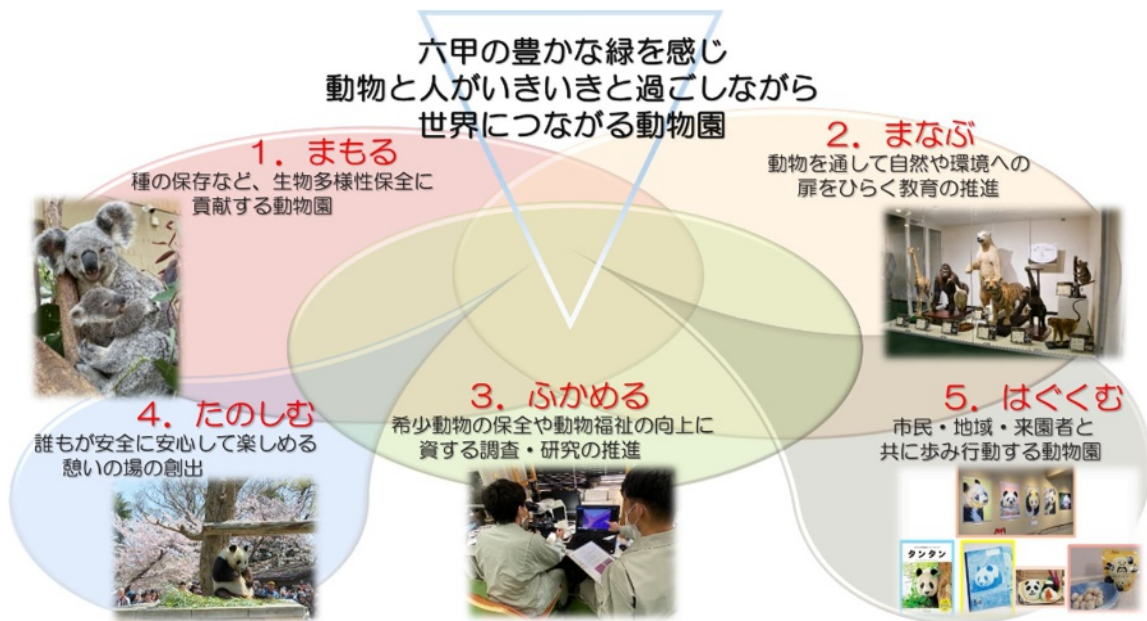 六甲の豊かな緑を感じ
動物と人がいきいきと過ごしながら
世界につながる動物園
1．まもる
種の保存など、生物多様性保全に
貢献する動物園
2．まなぶ
動物を通して自然や環境への
扉をひらく教育の推進
3．ふかめる
希少動物の保全や動物福祉の向上に
資する調査・研究の推進
4．たのしむ
誰もが安全に安心して楽しめる
憩いの場の創出
5．はぐくむ
市民・地域・来園者と
共に歩み行動する動物園
タンタン